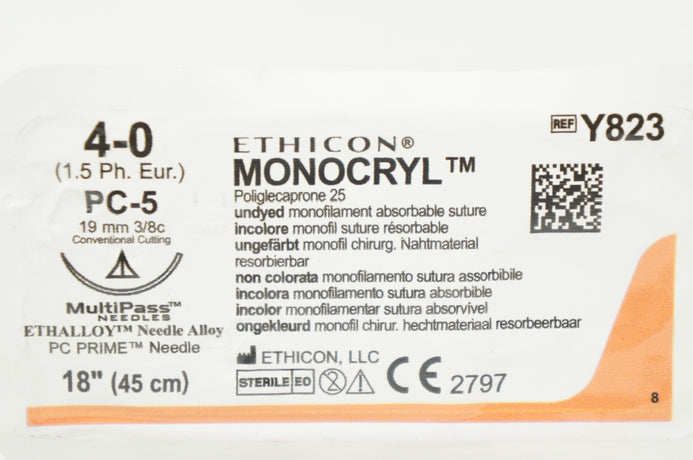 4-0
(1.5 Ph. Eur.)
PC-5
19 mm 3/8c
Conventional Cutting
MultiPass™
NEEDLES
ETHALLOY™ Needle Alloy
PC PRIME™ Needle
18" (45 cm)
ETHICON®
MONOCRYL™
Poliglecaprone 25
undyed monofilament absorbable suture
incolore monofil suture résorbable
ungefärbt monofil chirurg. Nahtmaterial
resorbierbar
non colorata monofilamento sutura assorbibile
incolora monofilamento sutura absorbible
incolor monofilamentar sutura absorvível
ongekleurd monofil chirur. hechtmateriaal resorbeerbaar
ETHICON, LLC
STERILE EO
2
CE 2797
REF Y823
8